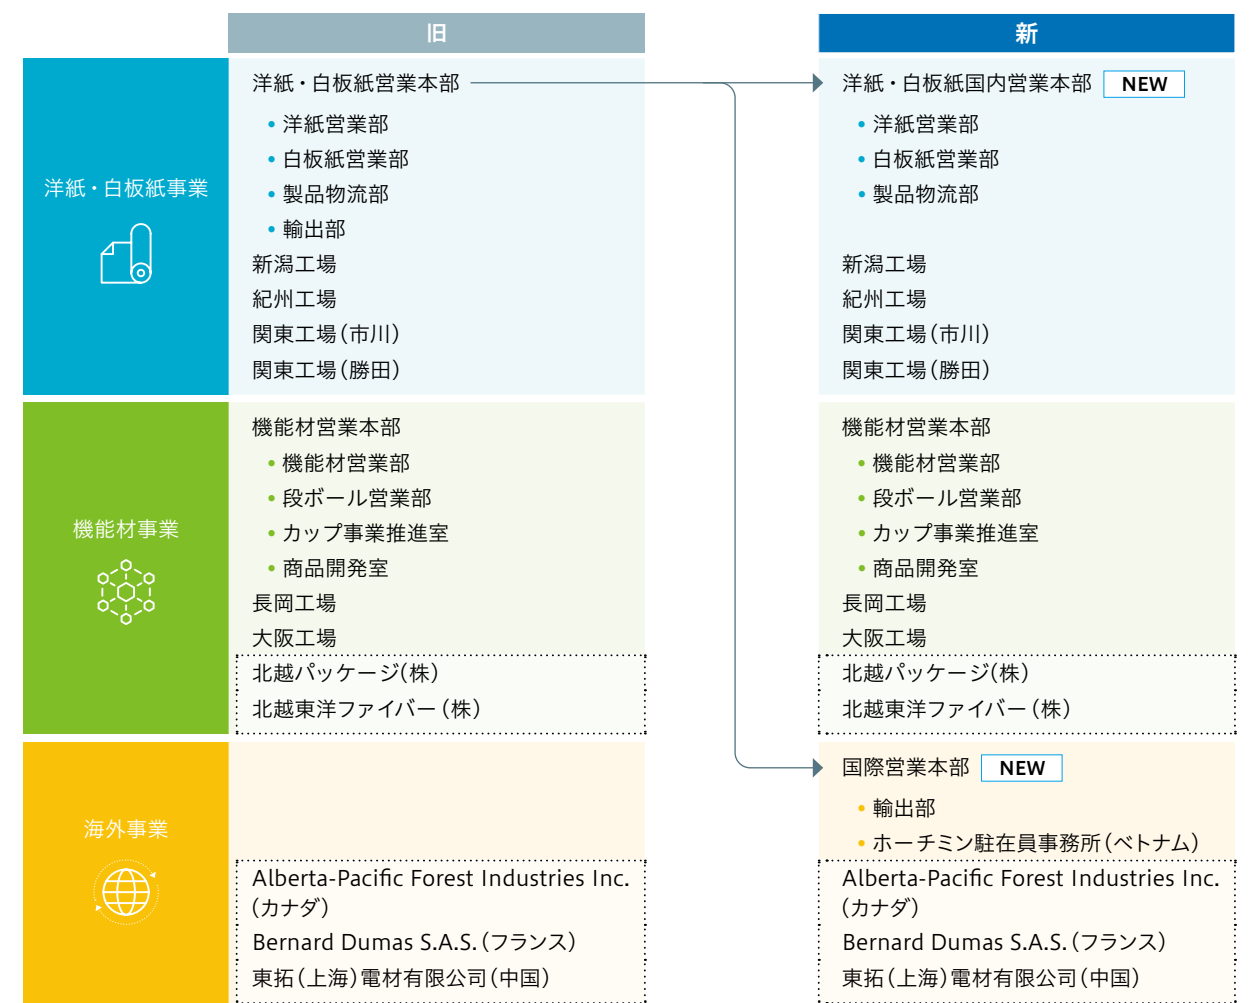 旧
新
洋紙・白板紙事業
洋紙・白板紙営業本部
• 洋紙営業部
• 白板紙営業部
• 製品物流部
• 輸出部
新潟工場
紀州工場
関東工場(市川)
関東工場(勝田)
洋紙・白板紙国内営業本部 NEW
• 洋紙営業部
• 白板紙営業部
• 製品物流部
新潟工場
紀州工場
関東工場(市川)
関東工場(勝田)
機能材事業
機能材営業本部
• 機能材営業部
• 段ボール営業部
• カップ事業推進室
• 商品開発室
長岡工場
大阪工場
北越パッケージ(株)
北越東洋ファイバー(株)
機能材営業本部
• 機能材営業部
• 段ボール営業部
• カップ事業推進室
• 商品開発室
長岡工場
大阪工場
北越パッケージ(株)
北越東洋ファイバー(株)
海外事業
Alberta-Pacific Forest Industries Inc.
(カナダ)
Bernard Dumas S.A.S.(フランス)
東拓(上海)電材有限公司(中国)
国際営業本部 NEW
• 輸出部
• ホーチミン駐在員事務所(ベトナム)
Alberta-Pacific Forest Industries Inc.
(カナダ)
Bernard Dumas S.A.S.(フランス)
東拓(上海)電材有限公司(中国)